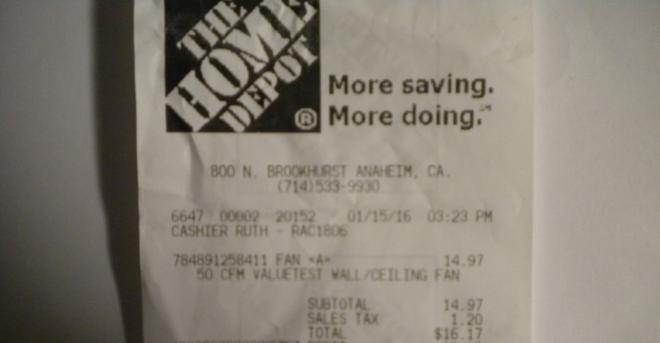 THE
HOME
DEPOT
®
More saving.
More doing.℠
800 N. BROOKHURST ANAHEIM, CA.
(714)533-9930
6647 00002 20152 01/15/16 03:23 PM
CASHIER RUTH - RAC1806
784891258411 FAN <A> 14.97
50 CFM VALUETEST WALL/CEILING FAN
SUBTOTAL 14.97
SALES TAX 1.20
TOTAL $16.17